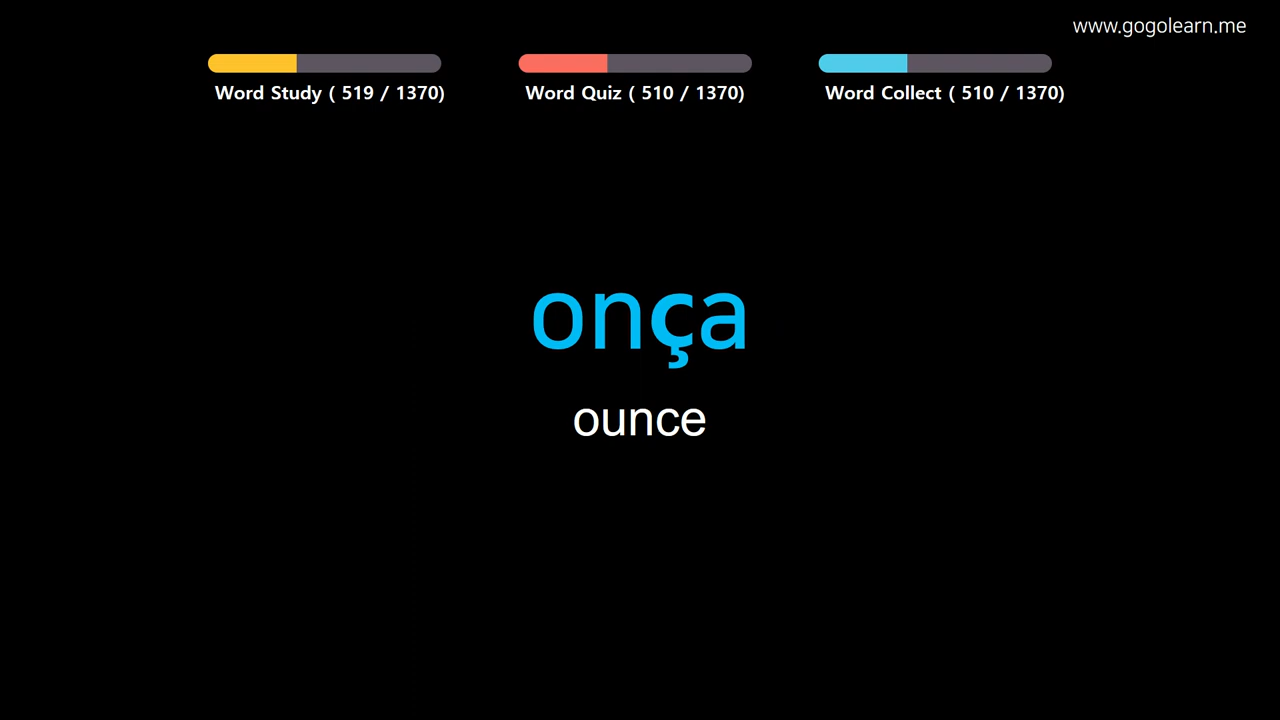 www.gogolearn.me
Word Study ( 519 / 1370)
Word Quiz ( 510 / 1370)
Word Collect ( 510 / 1370)
onça
ounce